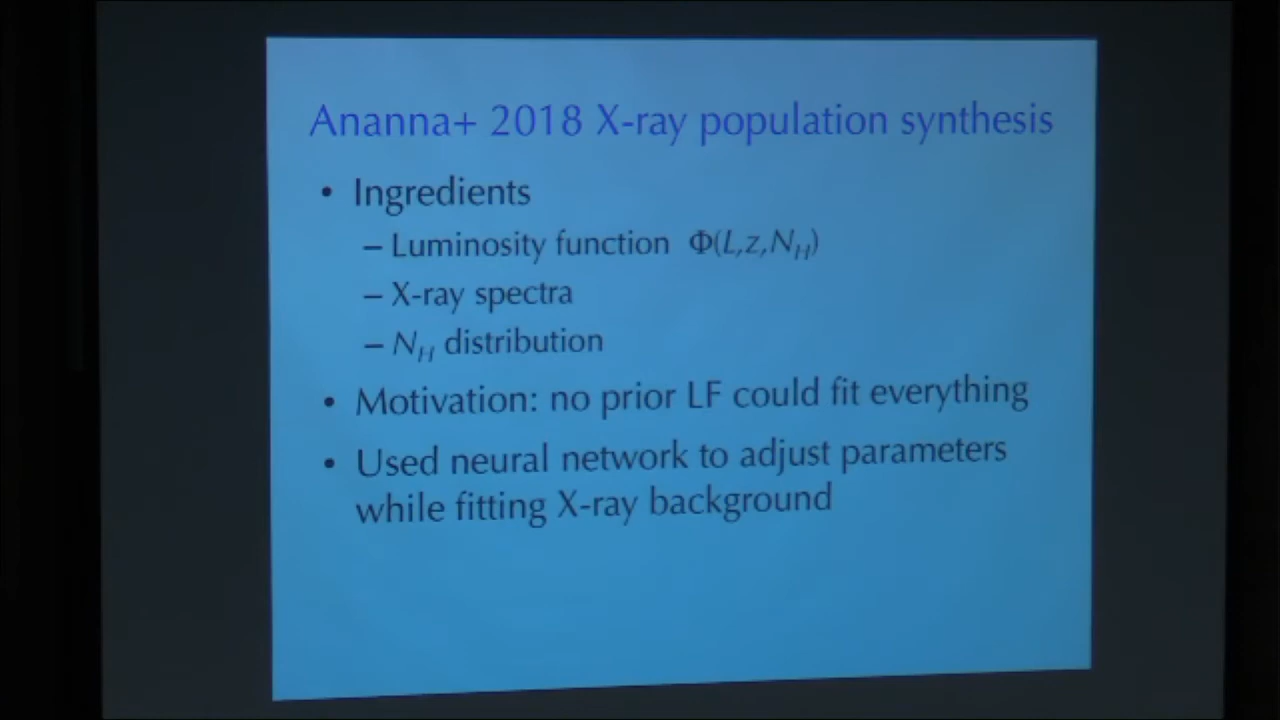 Ananna+ 2018 X-ray population synthesis
• Ingredients
– Luminosity function Φ(L,z,N_H)
– X-ray spectra
– N_H distribution
• Motivation: no prior LF could fit everything
• Used neural network to adjust parameters
while fitting X-ray background